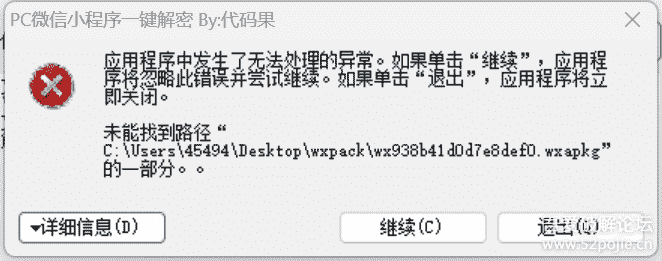 PC微信小程序一键解密 By:代码果
应用程序中发生了无法处理的异常。如果单击“继续”，应用程
序将忽略此错误并尝试继续。如果单击“退出”，应用程序将立
即关闭。
未能找到路径“
C:\Users\45494\Desktop\wxpack\wx938b41d0d7e8def0.wxapkg”
的一部分。。
详细信息(D)
继续(C)
退出(Q)
www.52pojie.cn